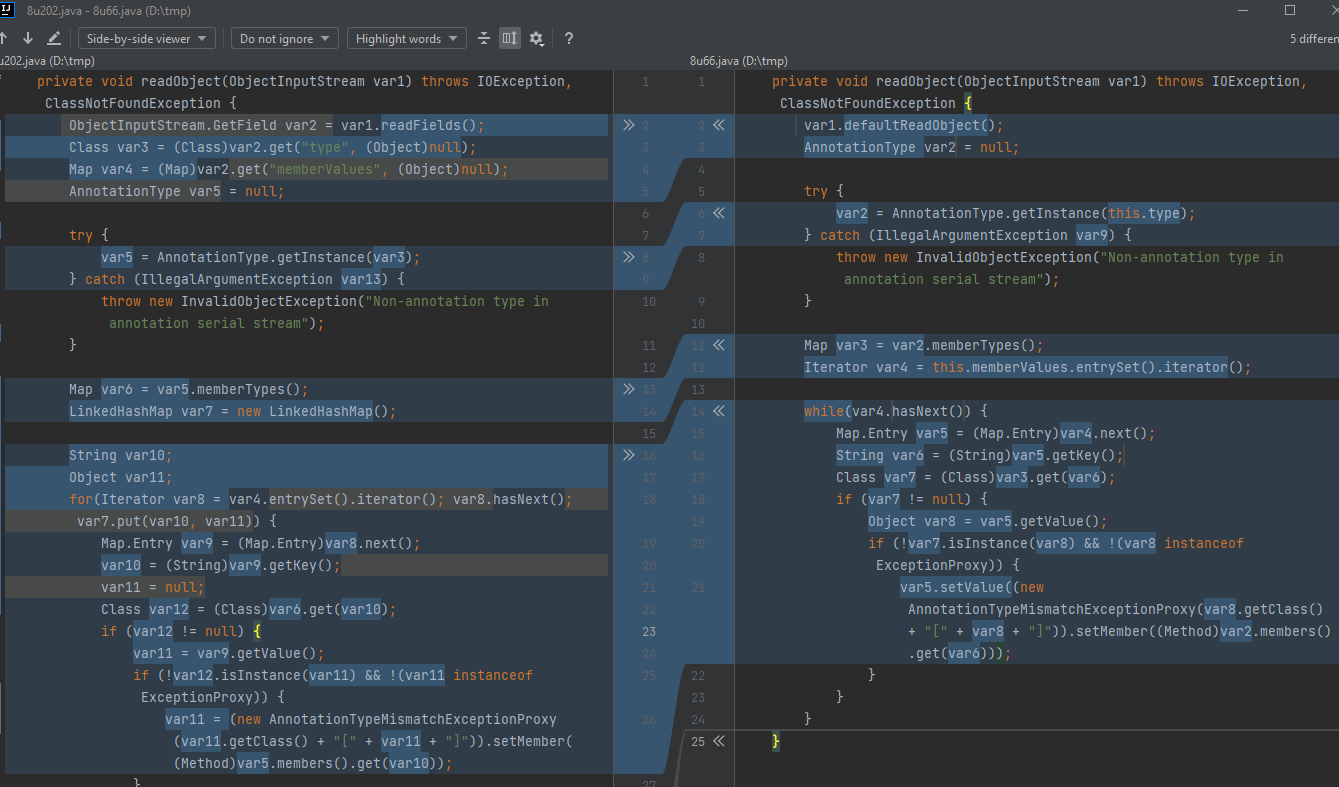 8u202.java - 8u66.java (D:\tmp)
Side-by-side viewer
Do not ignore
Highlight words
?
5 differen
u202.java (D:\tmp)
8u66.java (D:\tmp)
private void readObject(ObjectInputStream var1) throws IOException,
ClassNotFoundException {
ObjectInputStream.GetField var2 = var1.readFields();
Class var3 = (Class)var2.get("type", (Object)null);
Map var4 = (Map)var2.get("memberValues", (Object)null);
AnnotationType var5 = null;
try {
var5 = AnnotationType.getInstance(var3);
} catch (IllegalArgumentException var13) {
throw new InvalidObjectException("Non-annotation type in
annotation serial stream");
}
Map var6 = var5.memberTypes();
LinkedHashMap var7 = new LinkedHashMap();
String var10;
Object var11;
for(Iterator var8 = var4.entrySet().iterator(); var8.hasNext();
var7.put(var10, var11)) {
Map.Entry var9 = (Map.Entry)var8.next();
var10 = (String)var9.getKey();
var11 = null;
Class var12 = (Class)var6.get(var10);
if (var12 != null) {
var11 = var9.getValue();
if (!var12.isInstance(var11) && !(var11 instanceof
ExceptionProxy)) {
var11 = (new AnnotationTypeMismatchExceptionProxy
(var11.getClass() + "[" + var11 + "]")).setMember(
(Method)var5.members().get(var10));
}
1
2
3
4
5
6
7
8
9
10
11
12
13
14
15
16
17
18
19
20
21
22
23
24
25
26
27
1
2
3
4
5
6
7
8
9
10
11
12
13
14
15
16
17
18
19
20
21
22
23
24
25
private void readObject(ObjectInputStream var1) throws IOException,
ClassNotFoundException {
var1.defaultReadObject();
AnnotationType var2 = null;
try {
var2 = AnnotationType.getInstance(this.type);
} catch (IllegalArgumentException var9) {
throw new InvalidObjectException("Non-annotation type in
annotation serial stream");
}
Map var3 = var2.memberTypes();
Iterator var4 = this.memberValues.entrySet().iterator();
while(var4.hasNext()) {
Map.Entry var5 = (Map.Entry)var4.next();
String var6 = (String)var5.getKey();
Class var7 = (Class)var3.get(var6);
if (var7 != null) {
Object var8 = var5.getValue();
if (!var7.isInstance(var8) && !(var8 instanceof
ExceptionProxy)) {
var5.setValue((new
AnnotationTypeMismatchExceptionProxy(var8.getClass()
+ "[" + var8 + "]")).setMember((Method)var2.members()
.get(var6)));
}
}
}
}